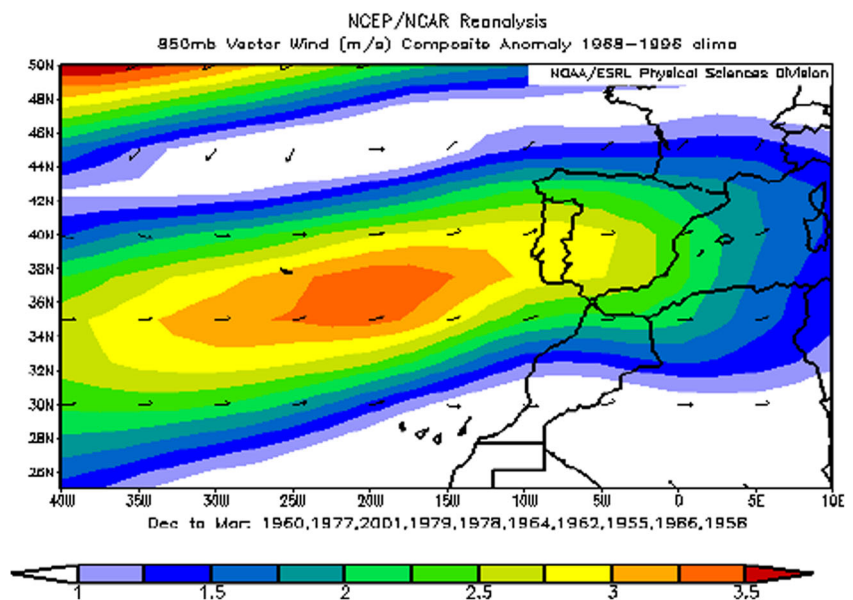 NCEP/NCAR Reanalysis
850mb Vector Wind (m/s) Composite Anomaly 1968-1996 clima
NOAA/ESRL Physical Sciences Division
50N
48N
46N
44N
42N
40N
38N
36N
34N
32N
30N
28N
26N
40W 35W 30W 25W 20W 15W 10W 5W 0 5E 10E
Dec to Mar: 1960,1977,2001,1979,1978,1964,1962,1955,1986,1958
1 1.5 2 2.5 3 3.5